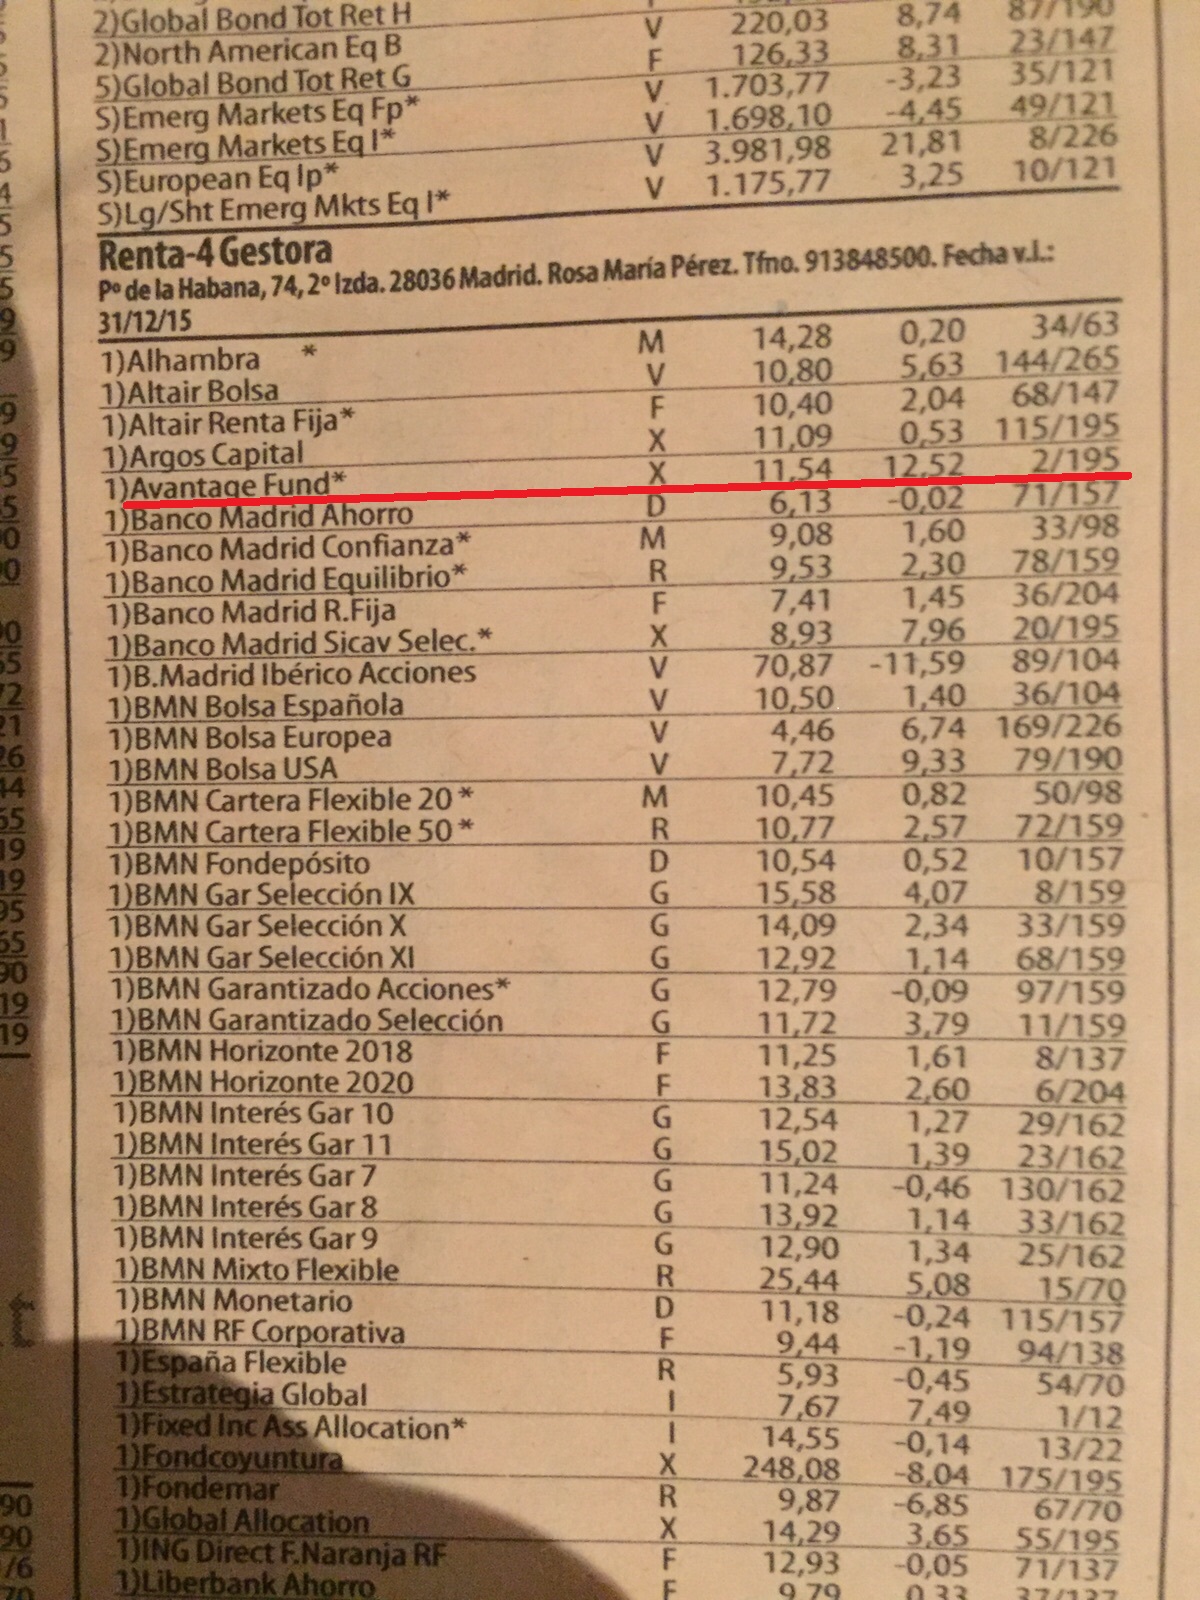 2)Global Bond Tot Ret H
2)North American Eq B V 220,03 8,74 87/190
5)Global Bond Tot Ret G F 126,33 8,31 23/147
S)Emerg Markets Eq Fp* V 1.703,77 -3,23 35/121
S)Emerg Markets Eq I* V 1.698,10 -4,45 49/121
S)European Eq Ip* V 3.981,98 21,81 8/226
S)Lg/Sht Emerg Mkts Eq I* V 1.175,77 3,25 10/121
Renta-4 Gestora
Pº de la Habana, 74, 2º Izda. 28036 Madrid. Rosa María Pérez. Tfno. 913848500. Fecha v.l.:
31/12/15
1)Alhambra * M 14,28 0,20 34/63
1)Altair Bolsa V 10,80 5,63 144/265
1)Altair Renta Fija* F 10,40 2,04 68/147
1)Argos Capital X 11,09 0,53 115/195
1)Avantage Fund* X 11,54 12,52 2/195
1)Banco Madrid Ahorro D 6,13 -0,02 71/157
1)Banco Madrid Confianza* M 9,08 1,60 33/98
1)Banco Madrid Equilibrio* R 9,53 2,30 78/159
1)Banco Madrid R.Fija F 7,41 1,45 36/204
1)Banco Madrid Sicav Selec.* X 8,93 7,96 20/195
1)B.Madrid Ibérico Acciones V 70,87 -11,59 89/104
1)BMN Bolsa Española V 10,50 1,40 36/104
1)BMN Bolsa Europea V 4,46 6,74 169/226
1)BMN Bolsa USA V 7,72 9,33 79/190
1)BMN Cartera Flexible 20 * M 10,45 0,82 50/98
1)BMN Cartera Flexible 50 * R 10,77 2,57 72/159
1)BMN Fondepósito D 10,54 0,52 10/157
1)BMN Gar Selección IX G 15,58 4,07 8/159
1)BMN Gar Selección X G 14,09 2,34 33/159
1)BMN Gar Selección XI G 12,92 1,14 68/159
1)BMN Garantizado Acciones* G 12,79 -0,09 97/159
1)BMN Garantizado Selección G 11,72 3,79 11/159
1)BMN Horizonte 2018 F 11,25 1,61 8/137
1)BMN Horizonte 2020 F 13,83 2,60 6/204
1)BMN Interés Gar 10 G 12,54 1,27 29/162
1)BMN Interés Gar 11 G 15,02 1,39 23/162
1)BMN Interés Gar 7 G 11,24 -0,46 130/162
1)BMN Interés Gar 8 G 13,92 1,14 33/162
1)BMN Interés Gar 9 G 12,90 1,34 25/162
1)BMN Mixto Flexible R 25,44 5,08 15/70
1)BMN Monetario D 11,18 -0,24 115/157
1)BMN RF Corporativa F 9,44 -1,19 94/138
1)España Flexible R 5,93 -0,45 54/70
1)Estrategia Global I 7,67 7,49 1/12
1)Fixed Inc Ass Allocation* I 14,55 -0,14 13/22
1)Fondcoyuntura X 248,08 -8,04 175/195
1)Fondemar R 9,87 -6,85 67/70
1)Global Allocation X 14,29 3,65 55/195
1)ING Direct F.Naranja RF F 12,93 -0,05 71/137
1)Liberbank Ahorro F 9,79 0,33 37/137